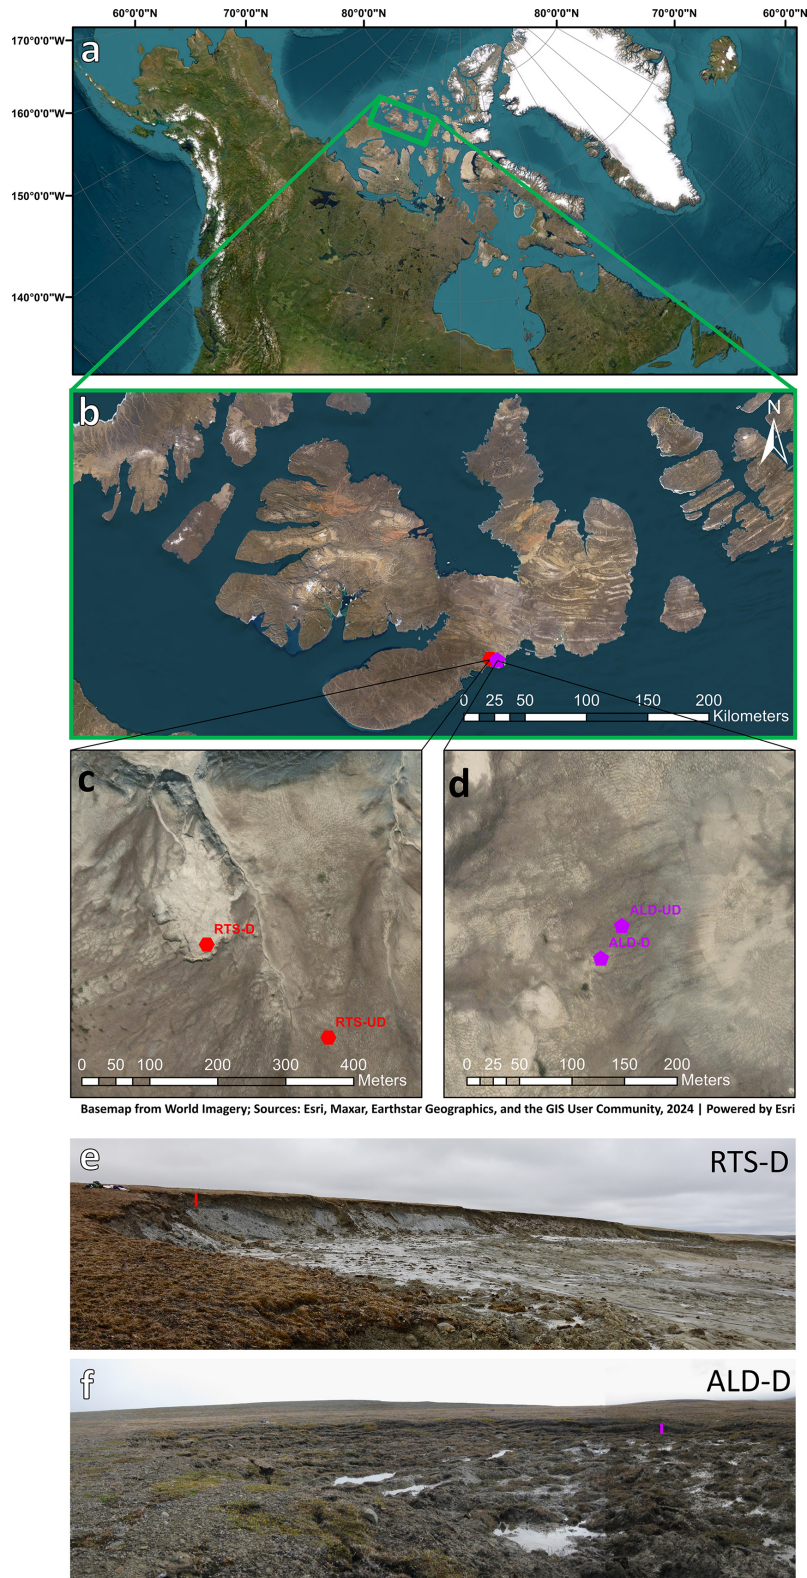 60°0'0"W 70°0'0"W 80°0'0"W 80°0'0"W 70°0'0"W 60°0'0"W
170°0'0"W
a
160°0'0"W
150°0'0"W
140°0'0"W
b
N
0 25 50 100 150 200
Kilometers
c
RTS-D
RTS-UD
0 50 100 200 300 400
Meters
d
ALD-UD
ALD-D
0 25 50 100 150 200
Meters
Basemap from World Imagery; Sources: Esri, Maxar, Earthstar Geographics, and the GIS User Community, 2024 | Powered by Esri
e
RTS-D
f
ALD-D